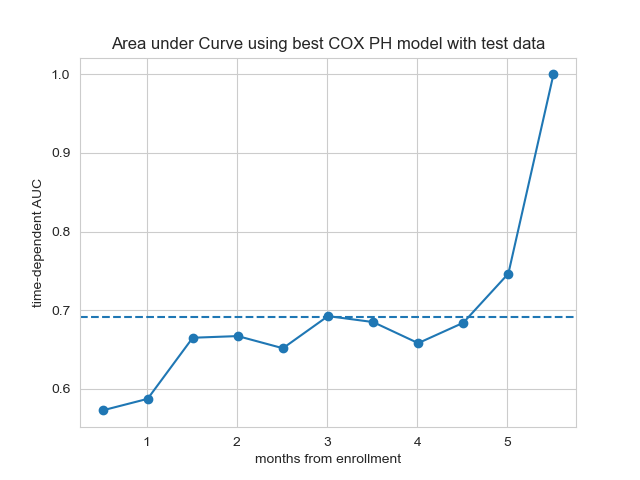 Area under Curve using best COX PH model with test data
time-dependent AUC
1.0
0.9
0.8
0.7
0.6
1 2 3 4 5
months from enrollment